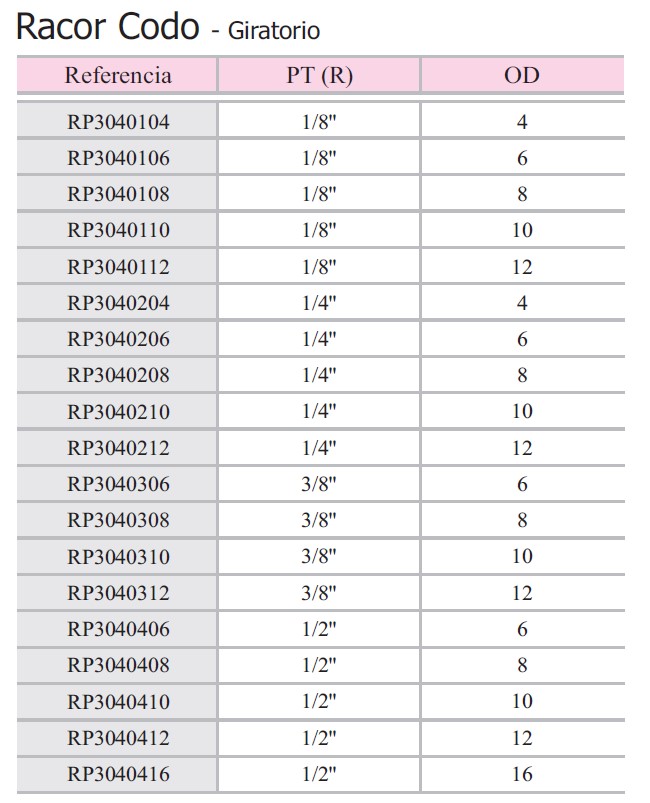 Racor Codo - Giratorio
Referencia PT (R) OD
RP3040104 1/8" 4
RP3040106 1/8" 6
RP3040108 1/8" 8
RP3040110 1/8" 10
RP3040112 1/8" 12
RP3040204 1/4" 4
RP3040206 1/4" 6
RP3040208 1/4" 8
RP3040210 1/4" 10
RP3040212 1/4" 12
RP3040306 3/8" 6
RP3040308 3/8" 8
RP3040310 3/8" 10
RP3040312 3/8" 12
RP3040406 1/2" 6
RP3040408 1/2" 8
RP3040410 1/2" 10
RP3040412 1/2" 12
RP3040416 1/2" 16